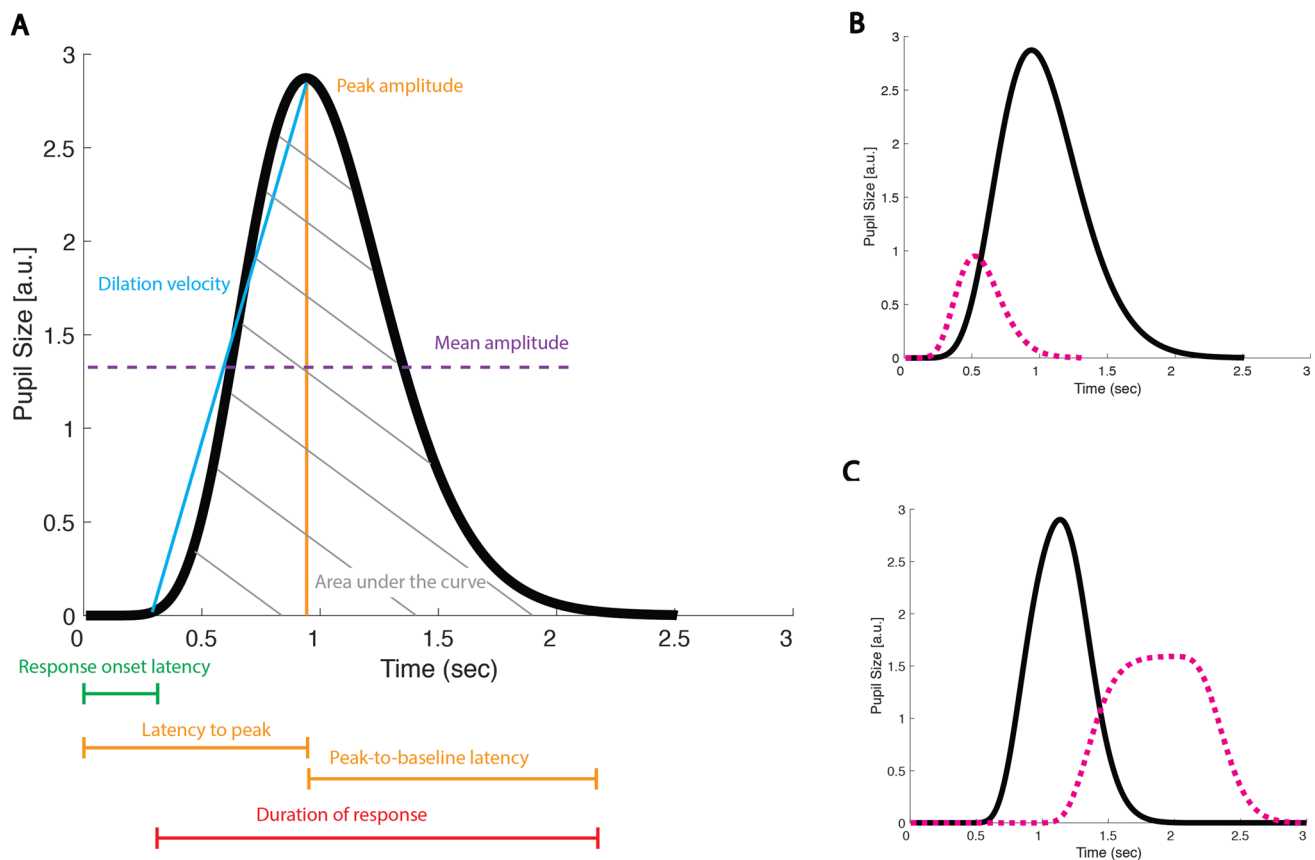 A
3
2.5
2
1.5
1
0.5
0
Pupil Size [a.u.]
Peak amplitude
Dilation velocity
Mean amplitude
Area under the curve
0 0.5 1 1.5 2 2.5 3
Time (sec)
Response onset latency
Latency to peak
Peak-to-baseline latency
Duration of response
B
3
2.5
2
1.5
1
0.5
0
Pupil Size [a.u.]
0 0.5 1 1.5 2 2.5 3
Time (sec)
C
3
2.5
2
1.5
1
0.5
0
Pupil Size [a.u.]
0 0.5 1 1.5 2 2.5 3
Time (sec)